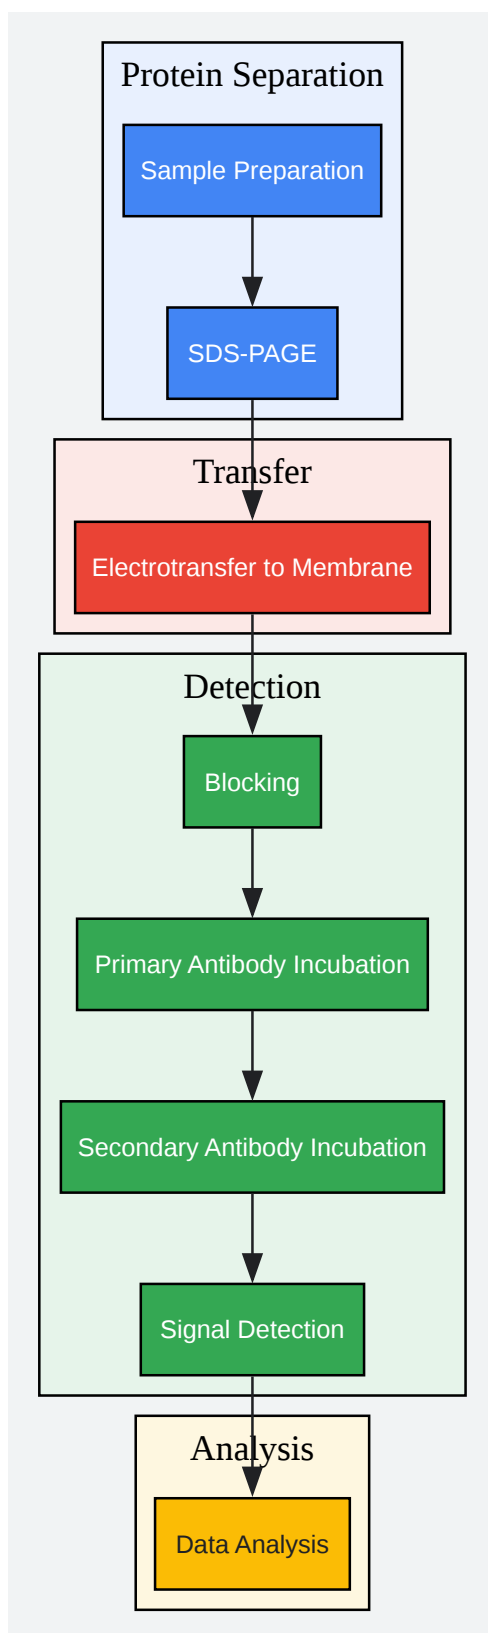 Protein Separation
Sample Preparation
SDS-PAGE
Transfer
Electrotransfer to Membrane
Detection
Blocking
Primary Antibody Incubation
Secondary Antibody Incubation
Signal Detection
Analysis
Data Analysis